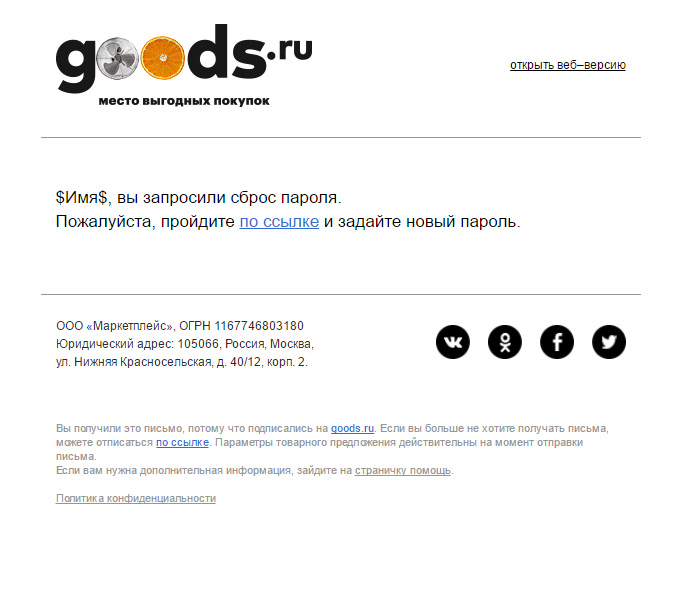 goods.ru
место выгодных покупок
открыть веб–версию
$Имя$, вы запросили сброс пароля.
Пожалуйста, пройдите по ссылке и задайте новый пароль.
ООО «Маркетплейс», ОГРН 1167746803180
Юридический адрес: 105066, Россия, Москва,
ул. Нижняя Красносельская, д. 40/12, корп. 2.
Вы получили это письмо, потому что подписались на goods.ru. Если вы больше не хотите получать письма,
можете отписаться по ссылке. Параметры товарного предложения действительны на момент отправки
письма.
Если вам нужна дополнительная информация, зайдите на страничку помощь.
Политика конфиденциальности